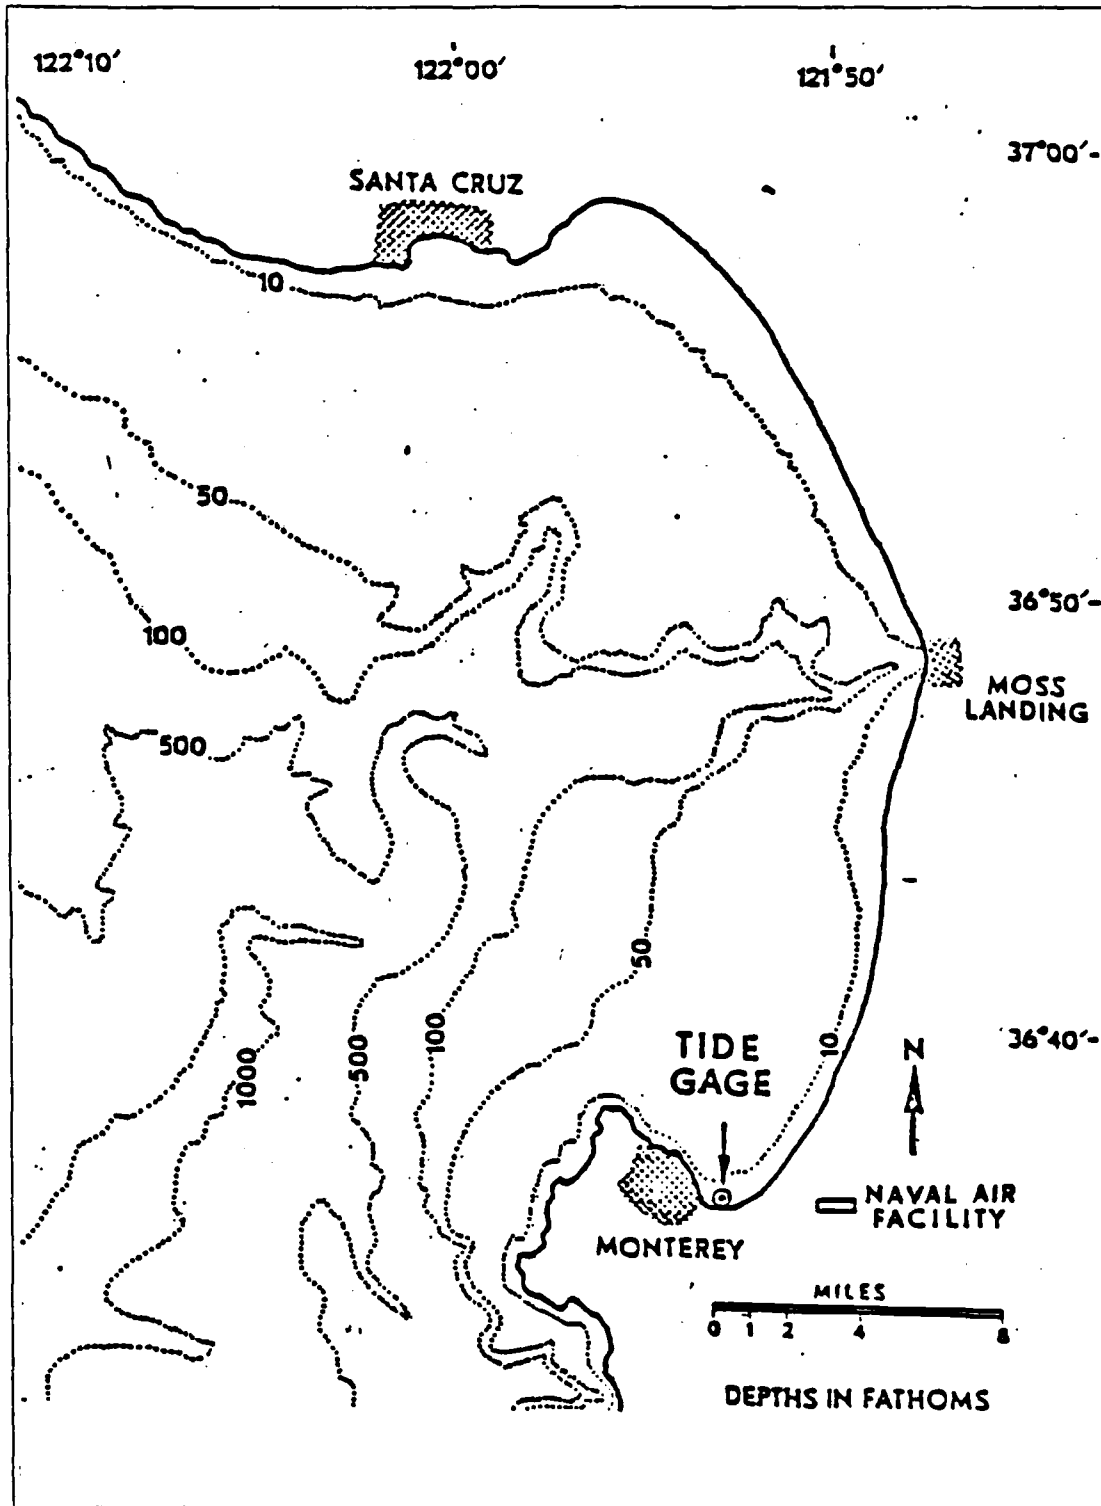 122°10′
122°00′
121°50′
37°00′-
SANTA CRUZ
10
50
36°50′-
100
MOSS
LANDING
500
50
36°40′-
100
500
1000
10
TIDE
GAGE
N
NAVAL AIR
FACILITY
MONTEREY
MILES
0 1 2 4 8
DEPTHS IN FATHOMS